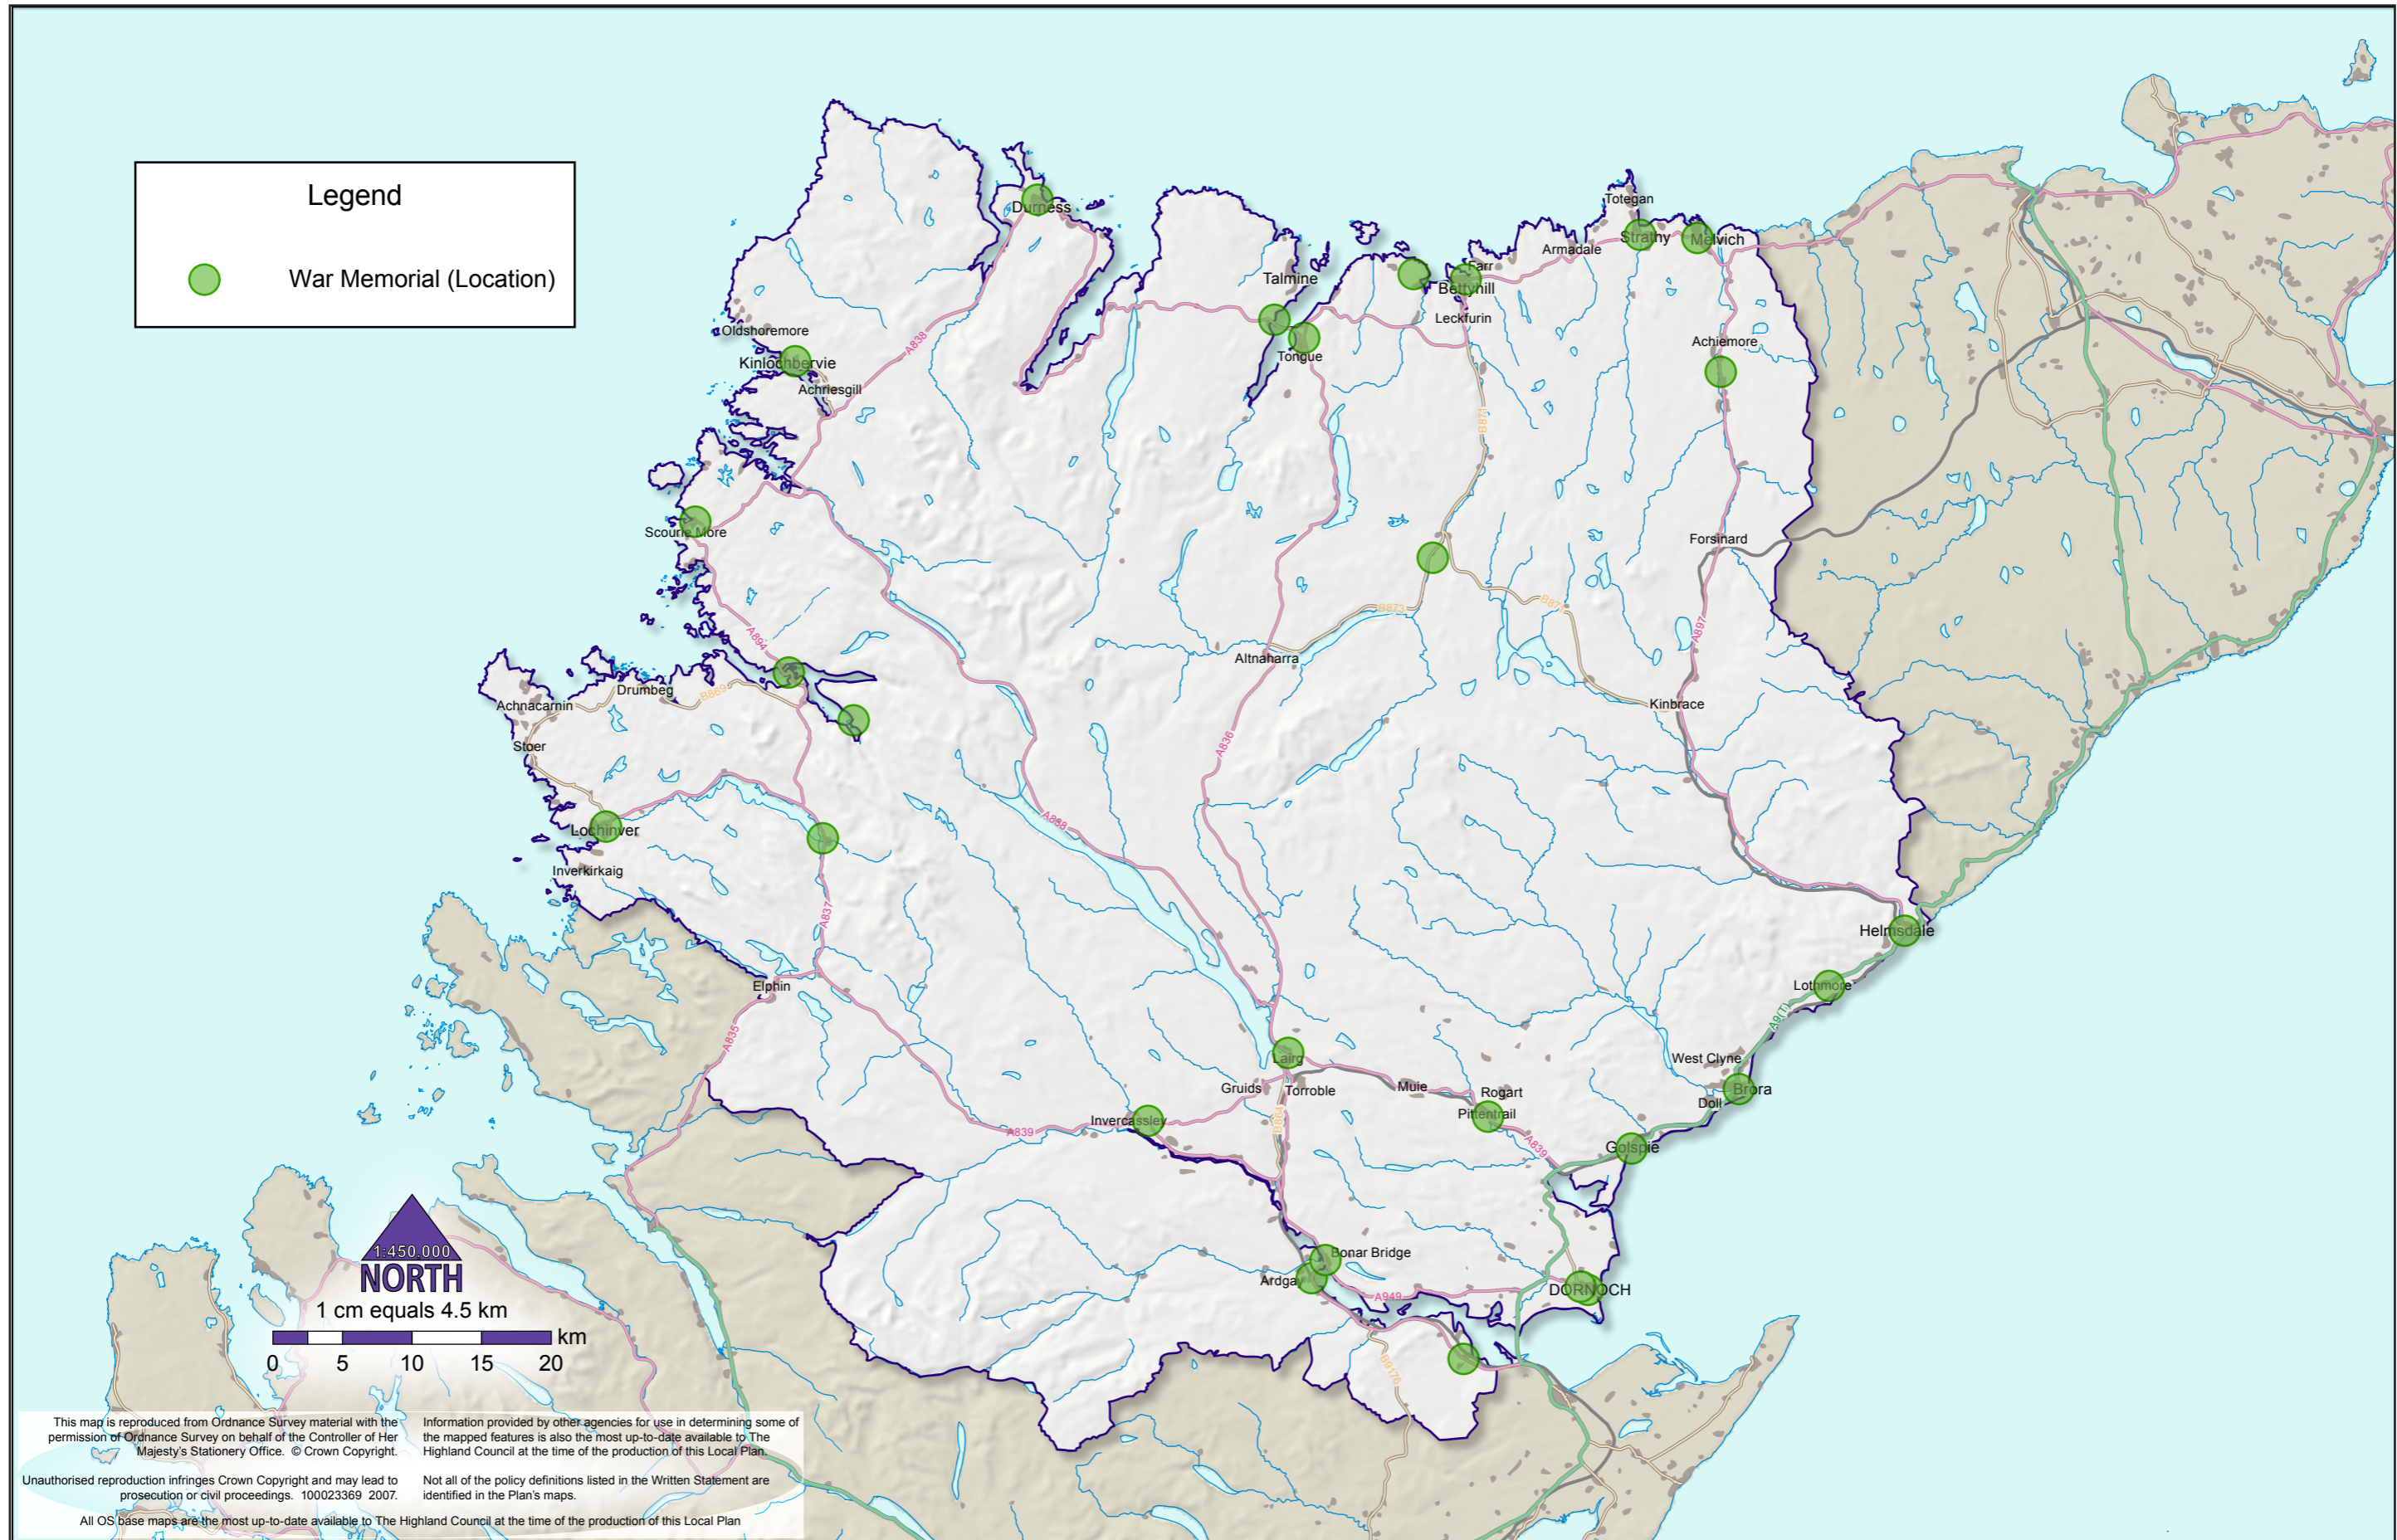 Legend
War Memorial (Location)
Durness
Totegan
Strathy
Melvich
Armadale
Farr
Talmine
Bettyhill
Leckfurin
Oldshoremore
A838
Tongue
Achiemore
Kinlochbervie
Achriesgill
B871
Scourie More
Forsinard
B873
B871
A897
A894
Altnaharra
Drumbeg
B869
Achnacarnin
Kinbrace
Stoer
A836
A838
Lochinver
Inverkirkaig
A837
Helmsdale
Elphin
Lothmore
A9(T)
A835
Lairg
West Clyne
Gruids
Torroble
Muie
Rogart
Brora
Doll
Invercassley
Pittentrail
A839
B864
A839
Golspie
Bonar Bridge
Ardgay
DORNOCH
A949
B9176
1:450,000
NORTH
1 cm equals 4.5 km
km
0 5 10 15 20
This map is reproduced from Ordnance Survey material with the
permission of Ordnance Survey on behalf of the Controller of Her
Majesty's Stationery Office. © Crown Copyright.
Unauthorised reproduction infringes Crown Copyright and may lead to
prosecution or civil proceedings. 100023369 2007.
Information provided by other agencies for use in determining some of
the mapped features is also the most up-to-date available to The
Highland Council at the time of the production of this Local Plan.
Not all of the policy definitions listed in the Written Statement are
identified in the Plan's maps.
All OS base maps are the most up-to-date available to The Highland Council at the time of the production of this Local Plan